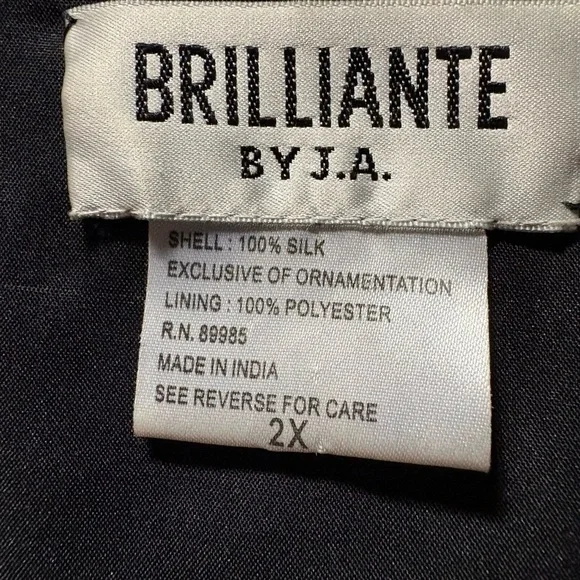 BRILLIANTE
BY J.A.
SHELL : 100% SILK
EXCLUSIVE OF ORNAMENTATION
LINING : 100% POLYESTER
R.N. 89985
MADE IN INDIA
SEE REVERSE FOR CARE
2X